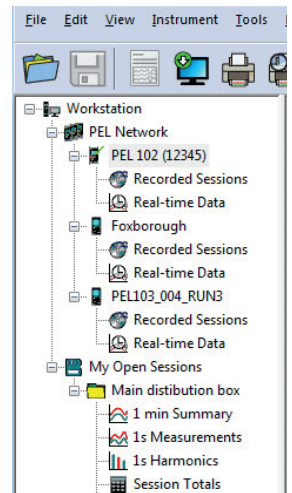 File Edit View Instrument Tools
Workstation
PEL Network
PEL 102 (12345)
Recorded Sessions
Real-time Data
Foxborough
Recorded Sessions
Real-time Data
PEL103_004_RUN3
Recorded Sessions
Real-time Data
My Open Sessions
Main distibution box
1 min Summary
1s Measurements
1s Harmonics
Session Totals